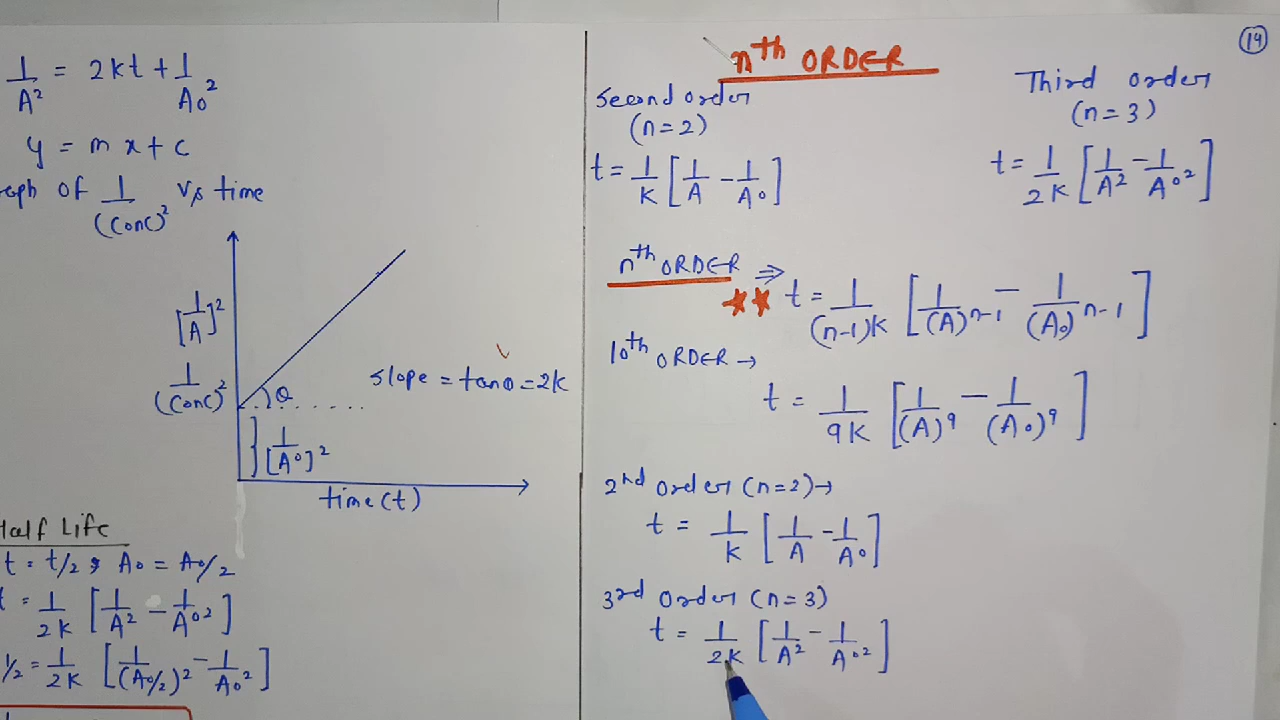 1/A² = 2kt + 1/A₀²
y = mx + c
raph of 1/(Conc)² v/s time
[1/A]²
1/(Conc)²
θ
slope = tanθ = 2k
[1/A₀]²
time (t)
Half Life
t = t/2 , A₀ = A₀/2
t = 1/2K [1/A² - 1/A₀²]
1/2 = 1/2K [1/(A₀/2)² - 1/A₀²]
19
nth ORDER
Second order
(n=2)
t = 1/K [1/A - 1/A₀]
Third order
(n=3)
t = 1/2K [1/A² - 1/A₀²]
nth ORDER ⇒ t = 1/(n-1)K [1/(A)ⁿ⁻¹ - 1/(A₀)ⁿ⁻¹]
10th ORDER →
t = 1/9K [1/(A)⁹ - 1/(A₀)⁹]
2nd order (n=2) →
t = 1/K [1/A - 1/A₀]
3rd order (n=3)
t = 1/2K [1/A² - 1/A₀²]